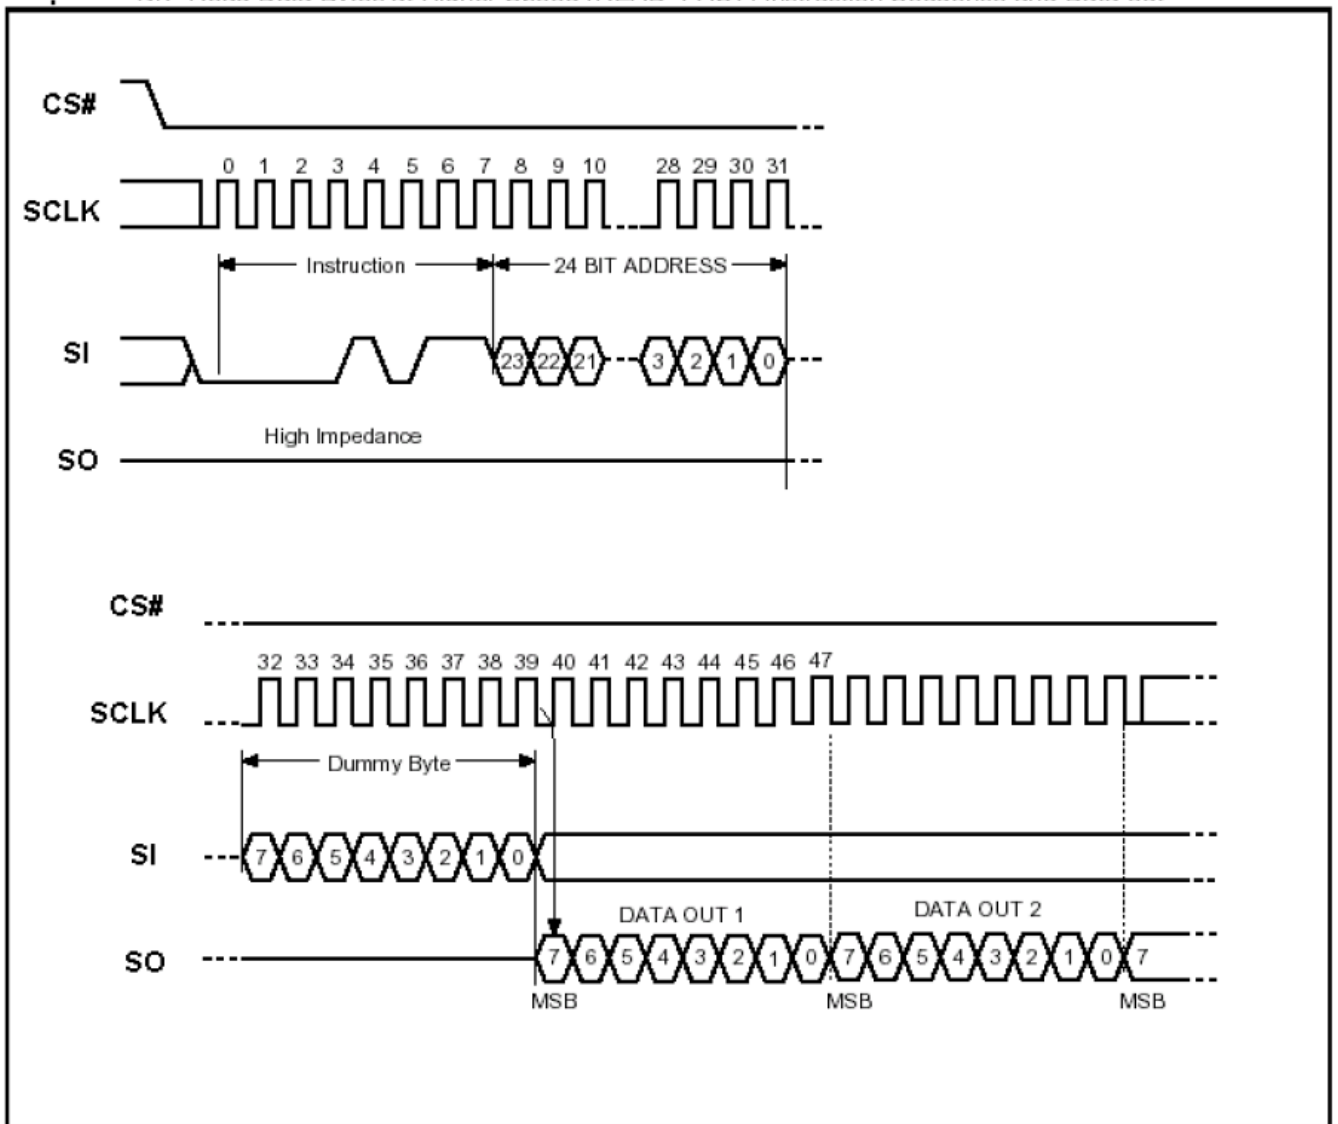 CS#
0 1 2 3 4 5 6 7 8 9 10 28 29 30 31
SCLK
Instruction 24 BIT ADDRESS
SI 23 22 21 3 2 1 0
High Impedance
SO
CS#
32 33 34 35 36 37 38 39 40 41 42 43 44 45 46 47
SCLK
Dummy Byte
SI 7 6 5 4 3 2 1 0
DATA OUT 1 DATA OUT 2
SO 7 6 5 4 3 2 1 0 7 6 5 4 3 2 1 0 7
MSB MSB MSB